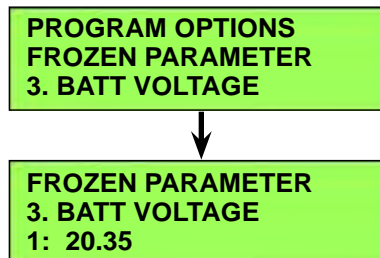 PROGRAM OPTIONS
FROZEN PARAMETER
3. BATT VOLTAGE
FROZEN PARAMETER
3. BATT VOLTAGE
1: 20.35